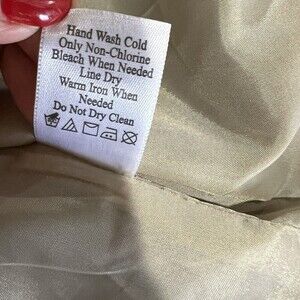 Hand Wash Cold
Only Non-Chlorine
Bleach When Needed
Line Dry
Warm Iron When
Needed
Do Not Dry Clean